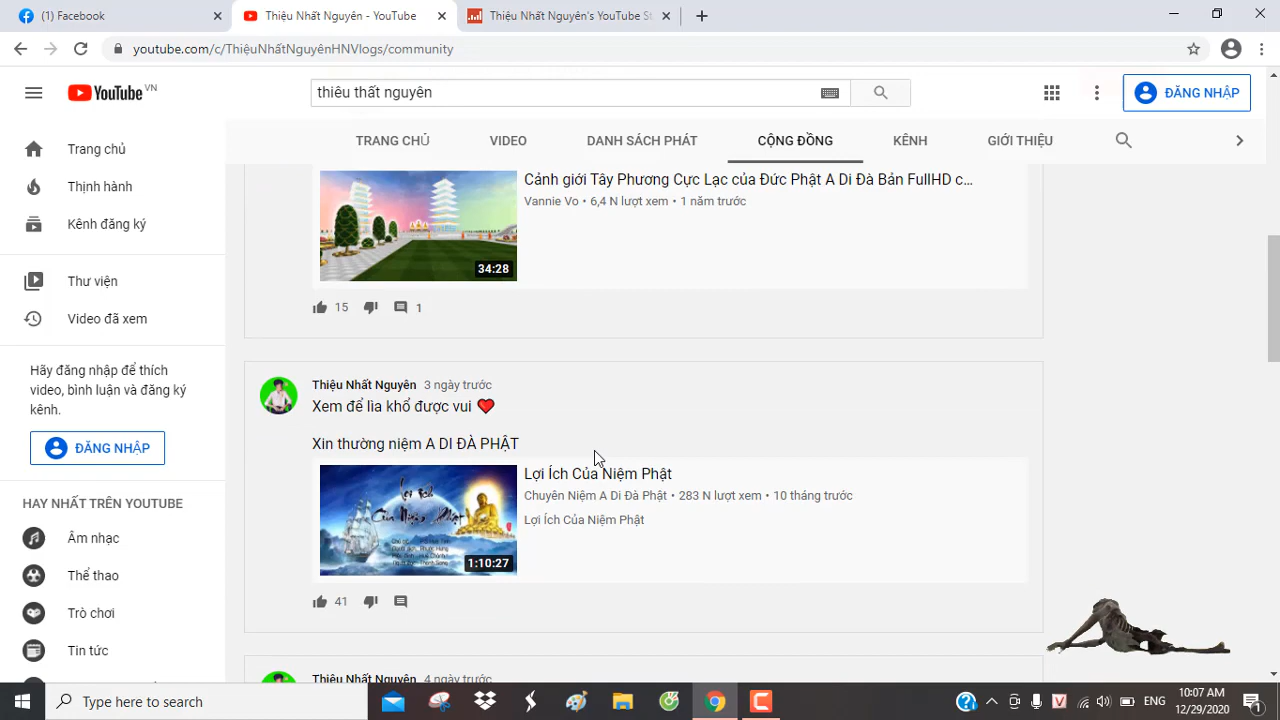 (1) Facebook
Thiệu Nhất Nguyên - YouTube
Thiệu Nhất Nguyên's YouTube St
youtube.com/c/ThiệuNhấtNguyênHNVlogs/community
YouTube VN
thiêu thất nguyên
ĐĂNG NHẬP
TRANG CHỦ
VIDEO
DANH SÁCH PHÁT
CỘNG ĐỒNG
KÊNH
GIỚI THIỆU
Trang chủ
Thịnh hành
Kênh đăng ký
Thư viện
Video đã xem
Hãy đăng nhập để thích
video, bình luận và đăng ký
kênh.
ĐĂNG NHẬP
HAY NHẤT TRÊN YOUTUBE
Âm nhạc
Thể thao
Trò chơi
Tin tức
Cảnh giới Tây Phương Cực Lạc của Đức Phật A Di Đà Bản FullHD c...
Vannie Vo • 6,4 N lượt xem • 1 năm trước
34:28
15
1
Thiệu Nhất Nguyên 3 ngày trước
Xem để lìa khổ được vui
Xin thường niệm A DI ĐÀ PHẬT
Lợi Ích Của Niệm Phật
Chuyên Niệm A Di Đà Phật • 283 N lượt xem • 10 tháng trước
Lợi Ích Của Niệm Phật
1:10:27
41
Thiệu Nhất Nguyên 4 ngày trước
Type here to search
V
ENG
10:07 AM
12/29/2020
1